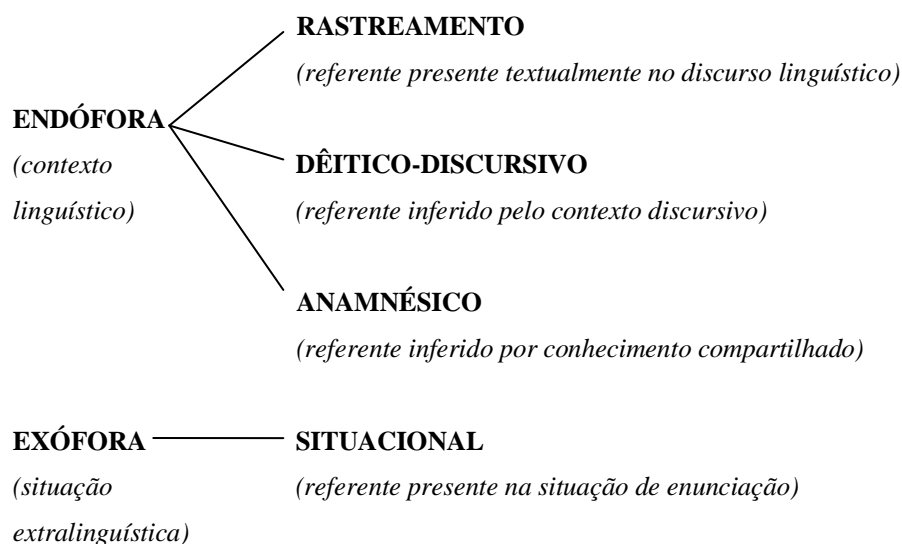 RASTREAMENTO
(referente presente textualmente no discurso linguístico)
ENDÓFORA
(contexto
linguístico)
DÊITICO-DISCURSIVO
(referente inferido pelo contexto discursivo)
ANAMNÉSICO
(referente inferido por conhecimento compartilhado)
EXÓFORA
(situação
extralinguística)
SITUACIONAL
(referente presente na situação de enunciação)